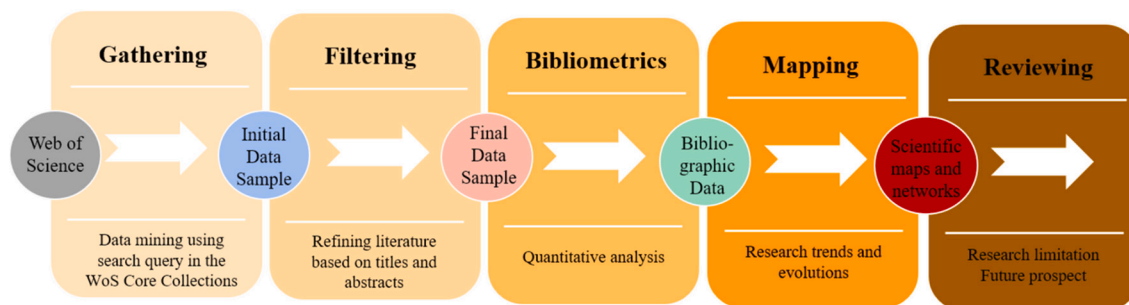 Gathering
Filtering
Bibliometrics
Mapping
Reviewing
Web of
Science
Initial
Data
Sample
Final
Data
Sample
Biblio-
graphic
Data
Scientific
maps and
networks
Data mining using
search query in the
WoS Core Collections
Refining literature
based on titles and
abstracts
Quantitative analysis
Research trends and
evolutions
Research limitation
Future prospect